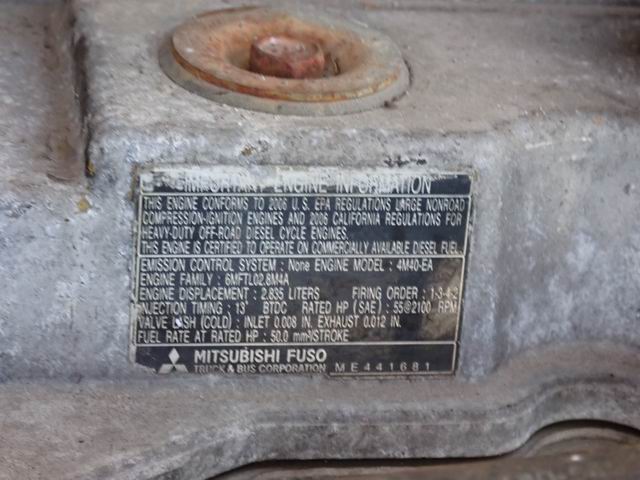 IMPORTANT ENGINE INFORMATION
THIS ENGINE CONFORMS TO 2006 U.S. EPA REGULATIONS LARGE NONROAD
COMPRESSION-IGNITION ENGINES AND 2006 CALIFORNIA REGULATIONS FOR
HEAVY-DUTY OFF-ROAD DIESEL CYCLE ENGINES.
THIS ENGINE IS CERTIFIED TO OPERATE ON COMMERCIALLY AVAILABLE DIESEL FUEL.
EMISSION CONTROL SYSTEM : None ENGINE MODEL : 4M40-EA
ENGINE FAMILY : 6MFTL02.8M4A
ENGINE DISPLACEMENT : 2.835 LITERS FIRING ORDER : 1-3-4-2
INJECTION TIMING : 13° BTDC RATED HP (SAE) : 55@2100 RPM
VALVE LASH (COLD) : INLET 0.008 IN. EXHAUST 0.012 IN.
FUEL RATE AT RATED HP : 50.0 mm³/STROKE
MITSUBISHI FUSO
TRUCK & BUS CORPORATION ME441681